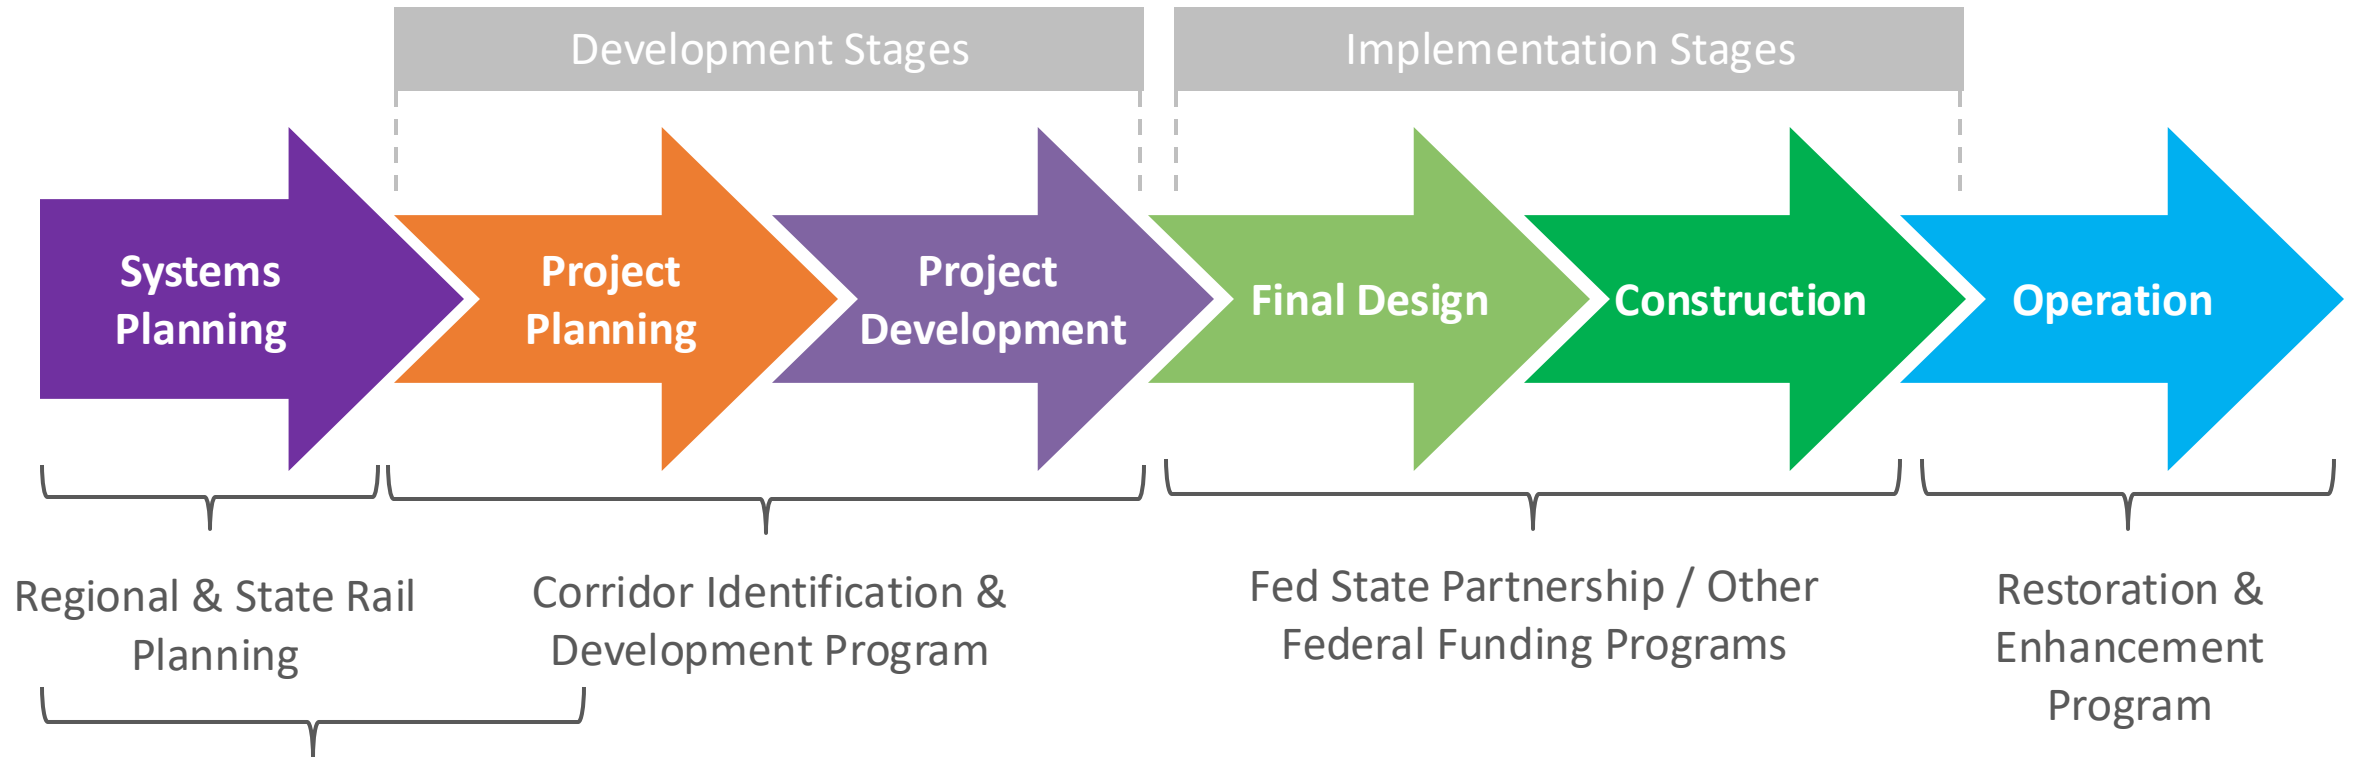 Development Stages
Implementation Stages
Systems
Planning
Project
Planning
Project
Development
Final Design
Construction
Operation
Regional & State Rail
Planning
Corridor Identification &
Development Program
Fed State Partnership / Other
Federal Funding Programs
Restoration &
Enhancement
Program